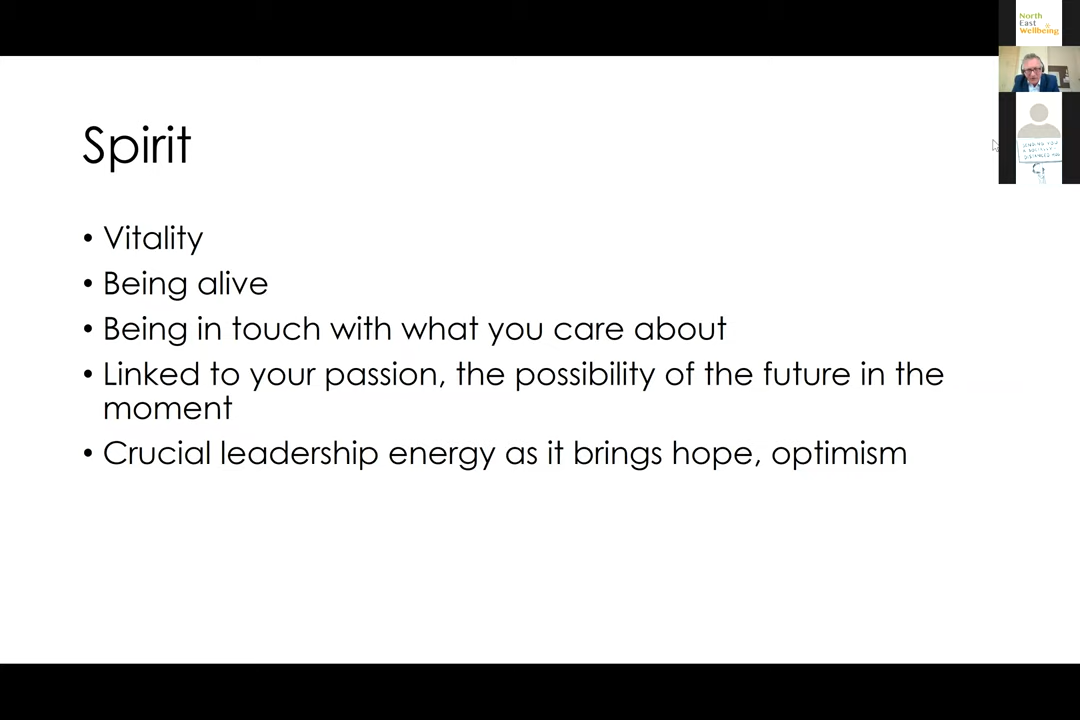 North
East
Wellbeing
Spirit
• Vitality
• Being alive
• Being in touch with what you care about
• Linked to your passion, the possibility of the future in the
moment
• Crucial leadership energy as it brings hope, optimism